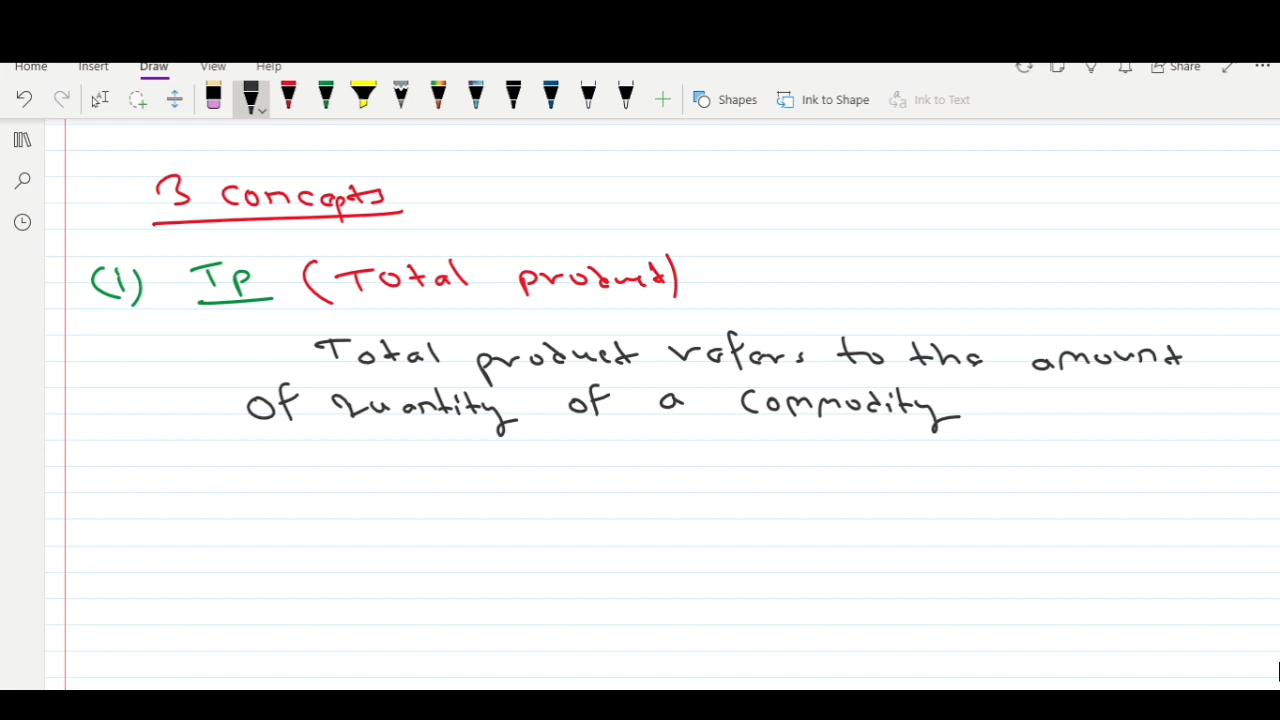 Home Insert Draw View Help Share
Shapes Ink to Shape Ink to Text
3 concepts
(1) TP (Total product)
Total product refers to the amount
of quantity of a commodity